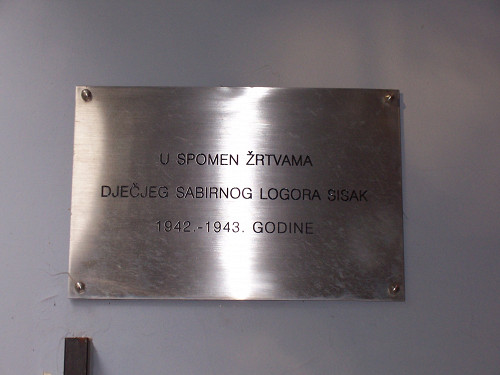 U SPOMEN ŽRTVAMA
DJEČJEG SABIRNOG LOGORA SISAK
1942.-1943. GODINE